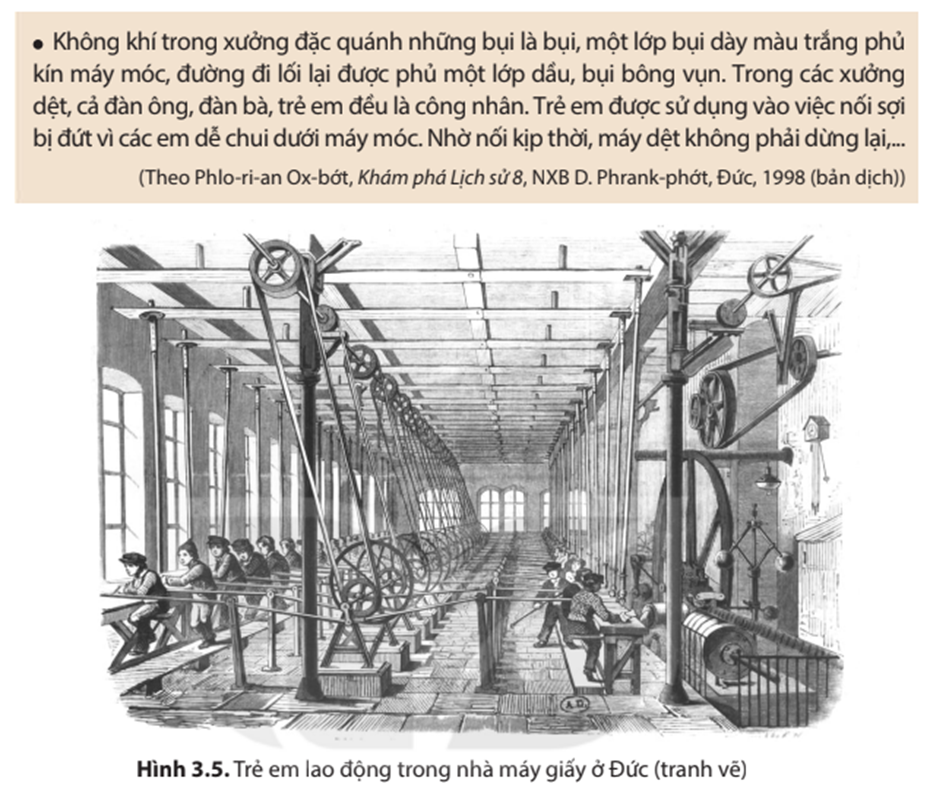 • Không khí trong xưởng đặc quánh những bụi là bụi, một lớp bụi dày màu trắng phủ
kín máy móc, đường đi lối lại được phủ một lớp dầu, bụi bông vụn. Trong các xưởng
dệt, cả đàn ông, đàn bà, trẻ em đều là công nhân. Trẻ em được sử dụng vào việc nối sợi
bị đứt vì các em dễ chui dưới máy móc. Nhờ nối kịp thời, máy dệt không phải dừng lại,...
(Theo Phlo-ri-an Ox-bớt, Khám phá Lịch sử 8, NXB D. Phrank-phớt, Đức, 1998 (bản dịch))
A.D.
Hình 3.5. Trẻ em lao động trong nhà máy giấy ở Đức (tranh vẽ)